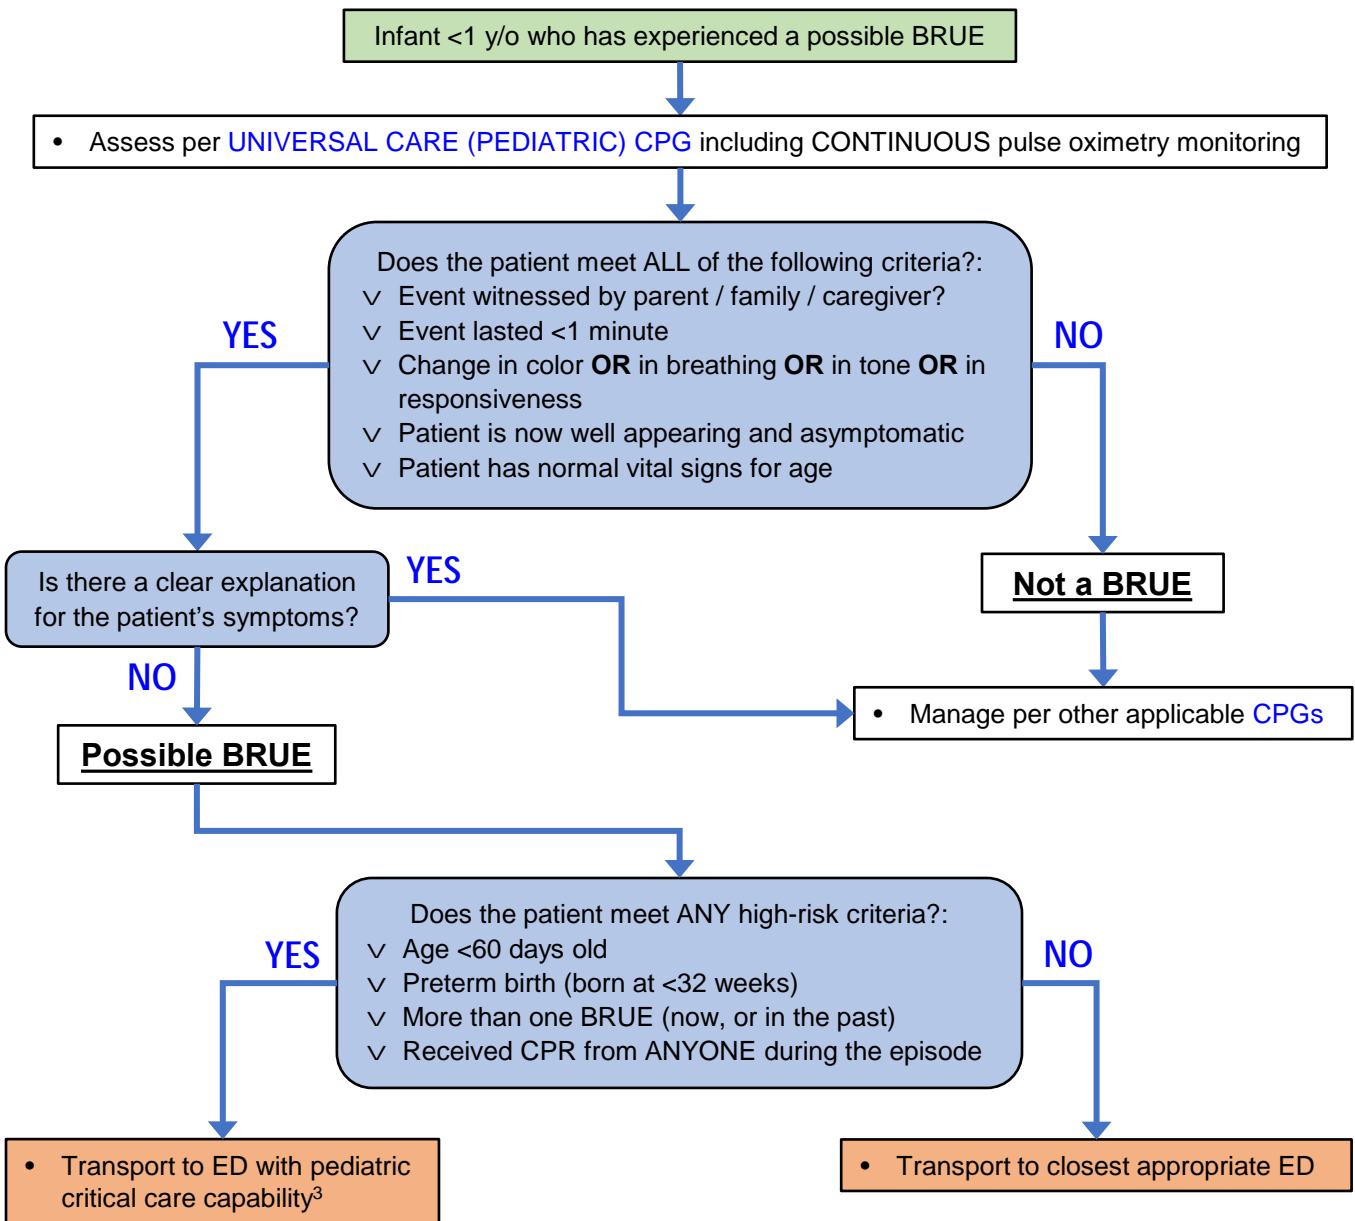 Infant <1 y/o who has experienced a possible BRUE
• Assess per UNIVERSAL CARE (PEDIATRIC) CPG including CONTINUOUS pulse oximetry monitoring
Does the patient meet ALL of the following criteria?:
v Event witnessed by parent / family / caregiver?
v Event lasted <1 minute
v Change in color OR in breathing OR in tone OR in
responsiveness
v Patient is now well appearing and asymptomatic
v Patient has normal vital signs for age
YES
NO
Is there a clear explanation
for the patient's symptoms?
YES
Not a BRUE
NO
• Manage per other applicable CPGs
Possible BRUE
Does the patient meet ANY high-risk criteria?:
v Age <60 days old
v Preterm birth (born at <32 weeks)
v More than one BRUE (now, or in the past)
v Received CPR from ANYONE during the episode
YES
NO
• Transport to ED with pediatric
critical care capability³
• Transport to closest appropriate ED